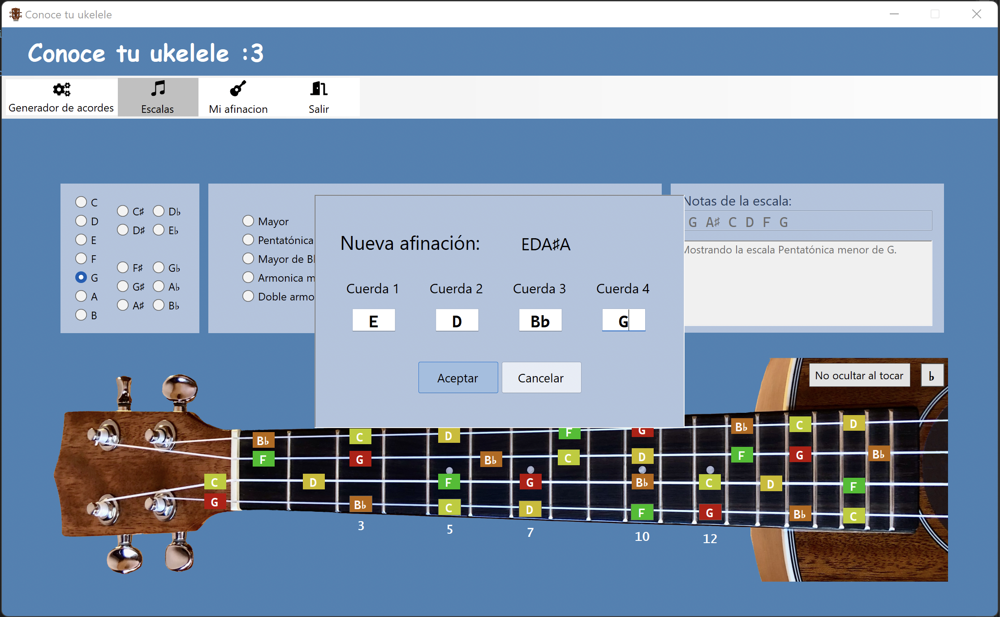 Conoce tu ukelele
Conoce tu ukelele :3
Generador de acordes
Escalas
Mi afinacion
Salir
C
D
E
F
G
A
B
C♯ D♭
D♯ E♭
F♯ G♭
G♯ A♭
A♯ B♭
Mayor
Pentatónica
Mayor de B
Armonica m
Doble armo
Nueva afinación: EDA♯A
Cuerda 1 Cuerda 2 Cuerda 3 Cuerda 4
E D Bb G
Aceptar Cancelar
Notas de la escala:
G A♯ C D F G
Mostrando la escala Pentatónica menor de G.
No ocultar al tocar ♭
B♭ C D F G B♭ C D
F G B♭ C D F G B♭
C D F G B♭ C D F
G B♭ C D F G B♭ C
3 5 7 10 12